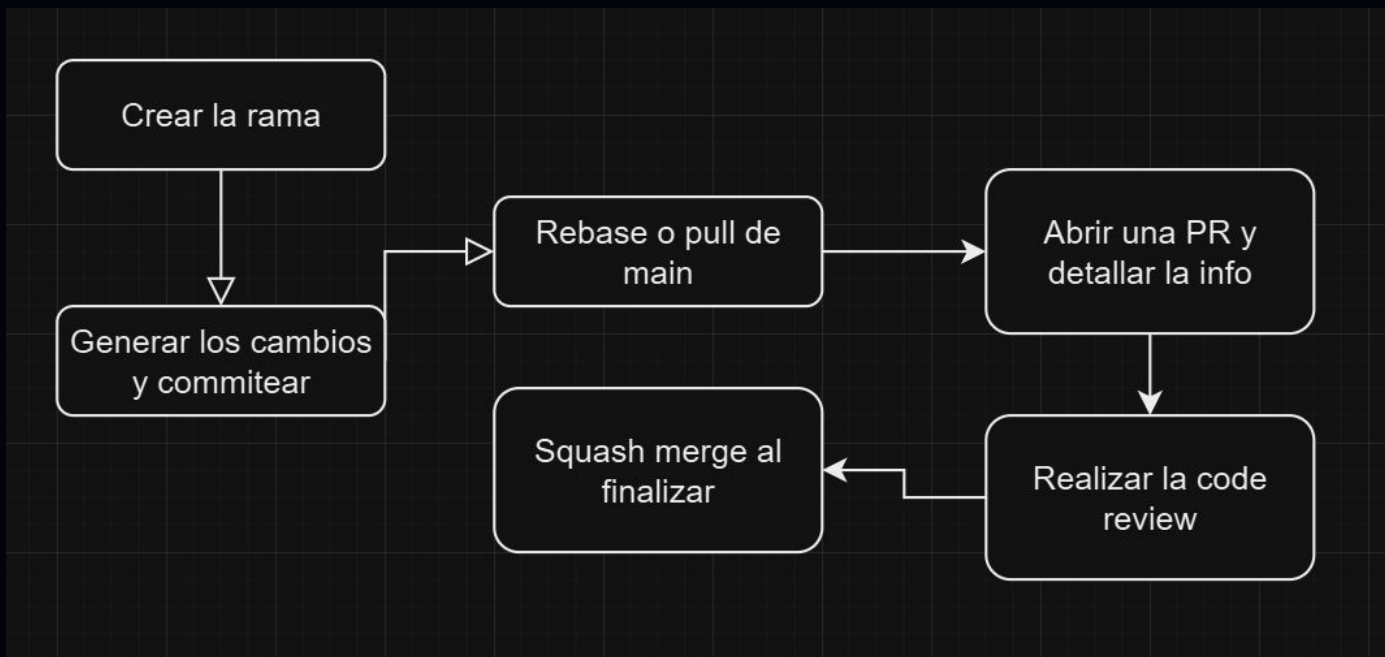 Crear la rama
Generar los cambios
y commitear
Rebase o pull de
main
Abrir una PR y
detallar la info
Realizar la code
review
Squash merge al
finalizar